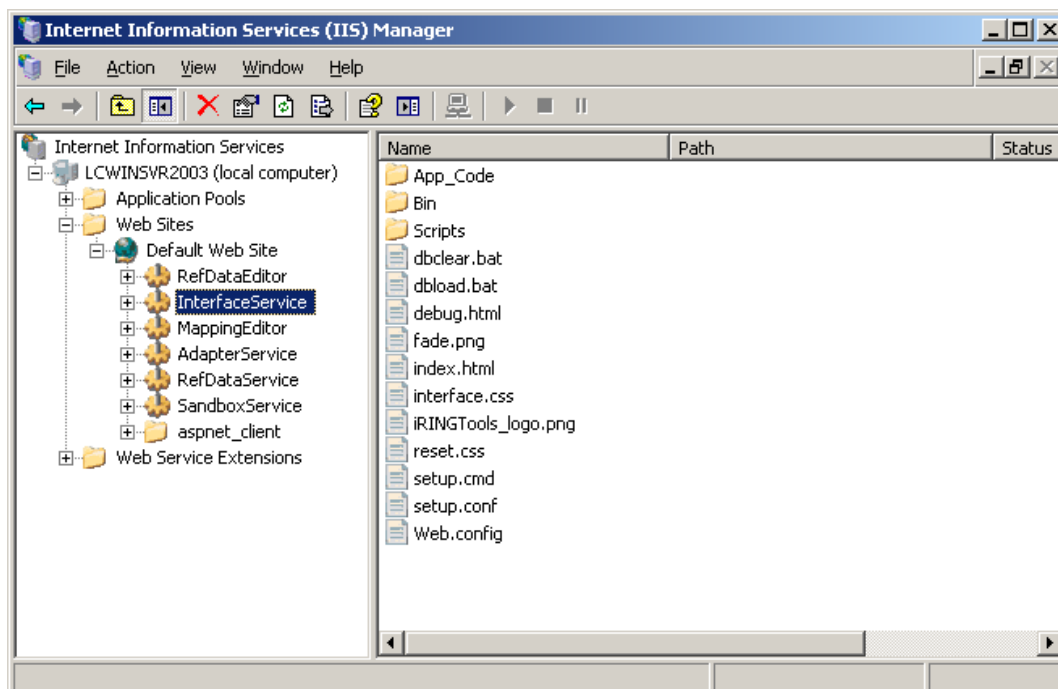 Internet Information Services (IIS) Manager
File Action View Window Help
Internet Information Services
LCWINSVR2003 (local computer)
Application Pools
Web Sites
Default Web Site
RefDataEditor
InterfaceService
MappingEditor
AdapterService
RefDataService
SandboxService
aspnet_client
Web Service Extensions
Name Path Status
App_Code
Bin
Scripts
dbclear.bat
dbload.bat
debug.html
fade.png
index.html
interface.css
iRINGTools_logo.png
reset.css
setup.cmd
setup.conf
Web.config